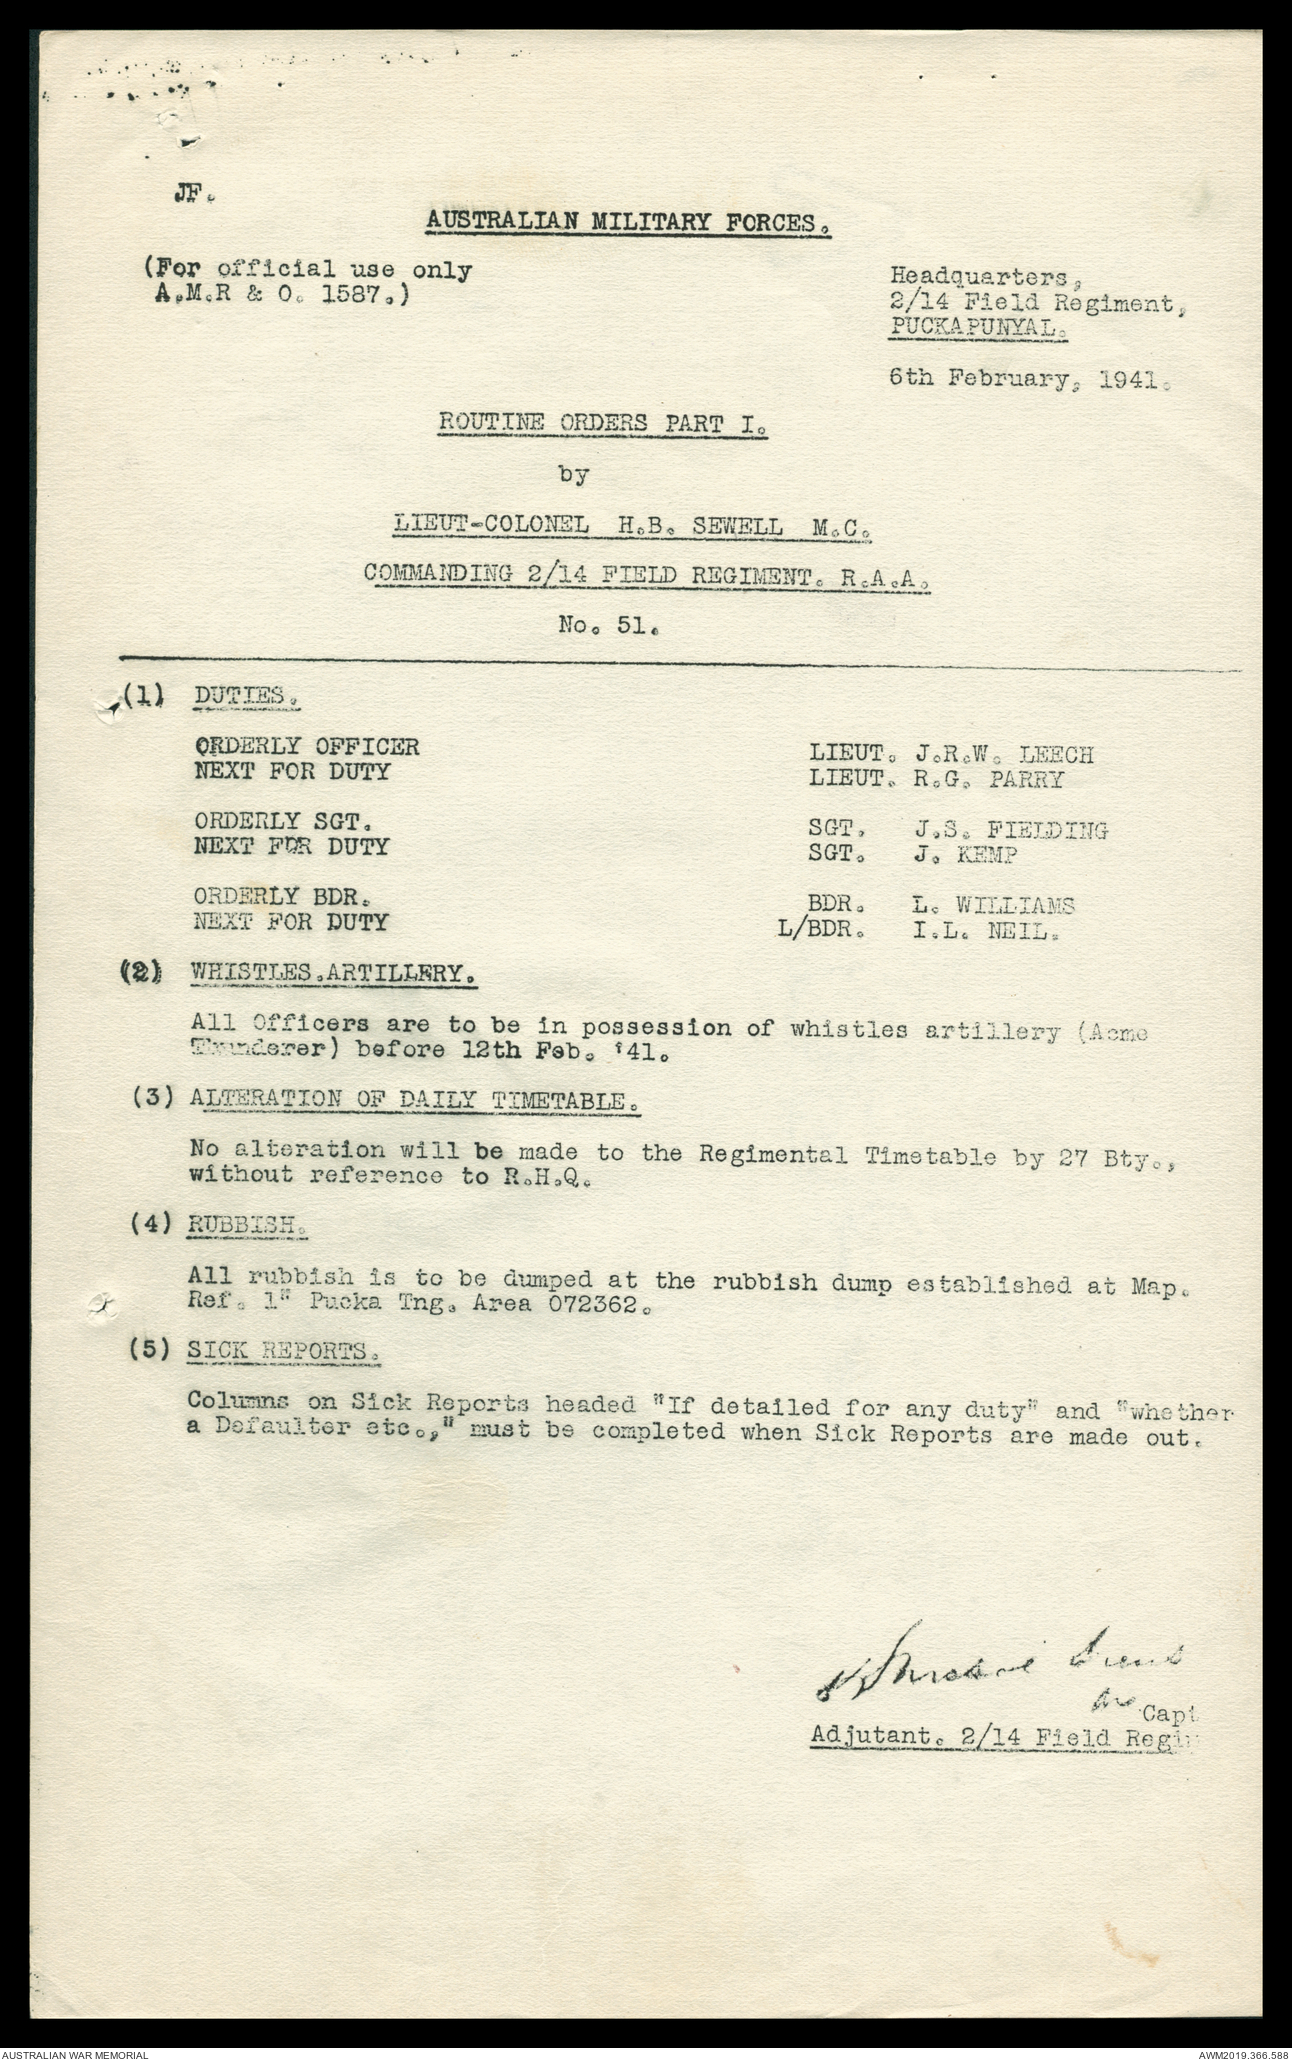 JF.
AUSTRALIAN MILITARY FORCES.
(For official use only
A.M.R & O. 1587.)
Headquarters,
2/14 Field Regiment,
PUCKAPUNYAL.
6th February, 1941.
ROUTINE ORDERS PART I.
by
LIEUT-COLONEL H.B. SEWELL M.C.
COMMANDING 2/14 FIELD REGIMENT. R.A.A.
No. 51.
(1) DUTIES.
ORDERLY OFFICER LIEUT. J.R.W. LEECH
NEXT FOR DUTY LIEUT. R.G. PARRY
ORDERLY SGT. SGT. J.S. FIELDING
NEXT FOR DUTY SGT. J. KEMP
ORDERLY BDR. BDR. L. WILLIAMS
NEXT FOR DUTY L/BDR. I.L. NEIL.
(2) WHISTLES.ARTILLERY.
All Officers are to be in possession of whistles artillery (Acme
Thunderer) before 12th Feb. '41.
(3) ALTERATION OF DAILY TIMETABLE.
No alteration will be made to the Regimental Timetable by 27 Bty.,
without reference to R.H.Q.
(4) RUBBISH.
All rubbish is to be dumped at the rubbish dump established at Map.
Ref. 1" Pucka Tng. Area 072362.
(5) SICK REPORTS.
Columns on Sick Reports headed "If detailed for any duty" and "whether
a Defaulter etc.," must be completed when Sick Reports are made out.
Capt
Adjutant. 2/14 Field Regim
AUSTRALIAN WAR MEMORIAL
AWM2019.366.588